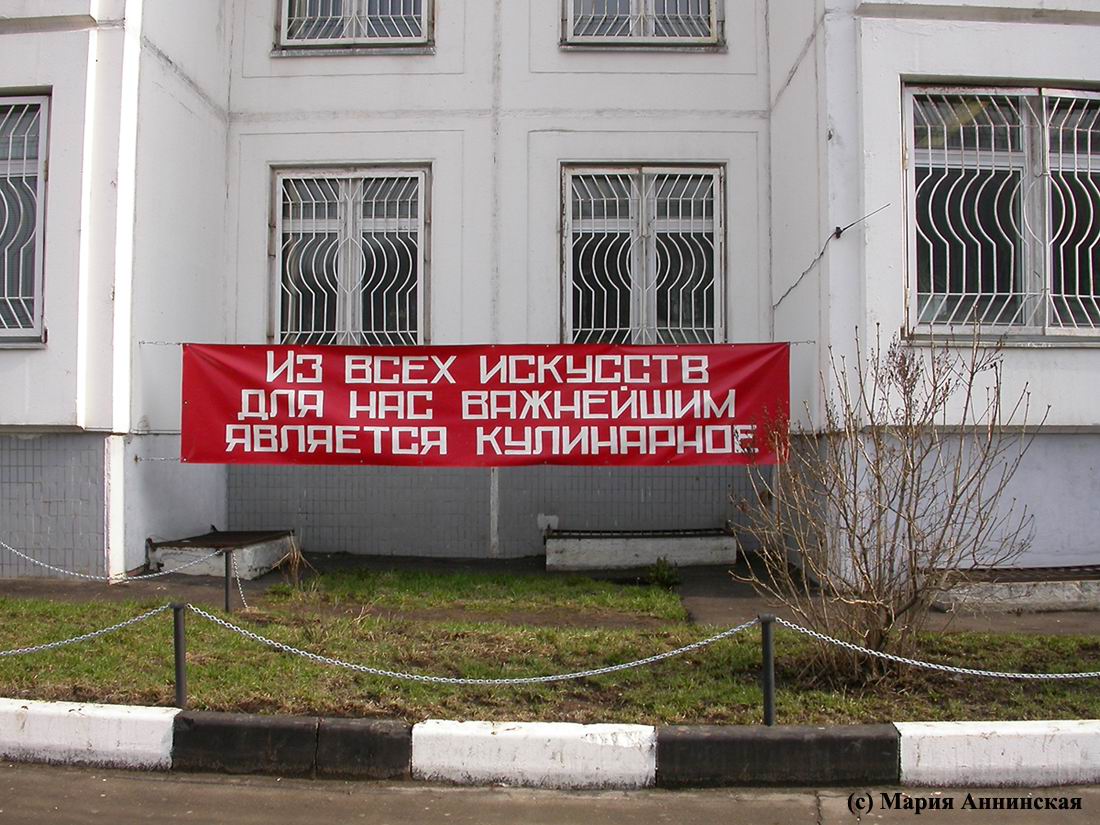 ИЗ ВСЕХ ИСКУССТВ
ДЛЯ НАС ВАЖНЕЙШИМ
ЯВЛЯЕТСЯ КУЛИНАРНОЕ
(c) Мария Аннинская